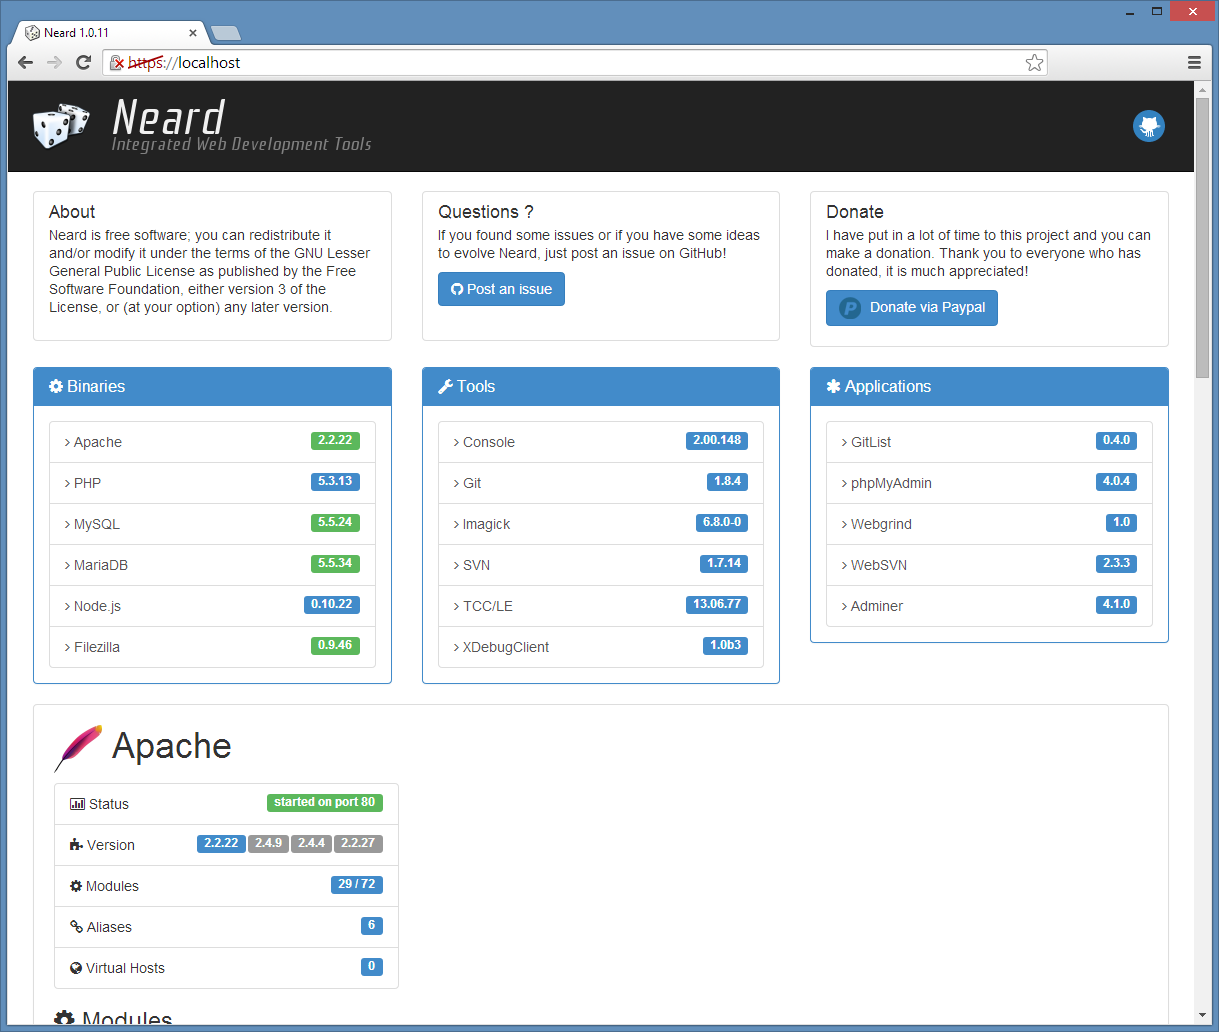 Neard 1.0.11
https://localhost
Neard
Integrated Web Development Tools
About
Neard is free software; you can redistribute it
and/or modify it under the terms of the GNU Lesser
General Public License as published by the Free
Software Foundation, either version 3 of the
License, or (at your option) any later version.
Questions ?
If you found some issues or if you have some ideas
to evolve Neard, just post an issue on GitHub!
Post an issue
Donate
I have put in a lot of time to this project and you can
make a donation. Thank you to everyone who has
donated, it is much appreciated!
Donate via Paypal
Binaries
Apache 2.2.22
PHP 5.3.13
MySQL 5.5.24
MariaDB 5.5.34
Node.js 0.10.22
Filezilla 0.9.46
Tools
Console 2.00.148
Git 1.8.4
Imagick 6.8.0-0
SVN 1.7.14
TCC/LE 13.06.77
XDebugClient 1.0b3
Applications
GitList 0.4.0
phpMyAdmin 4.0.4
Webgrind 1.0
WebSVN 2.3.3
Adminer 4.1.0
Apache
Status started on port 80
Version 2.2.22 2.4.9 2.4.4 2.2.27
Modules 29 / 72
Aliases 6
Virtual Hosts 0
Modules